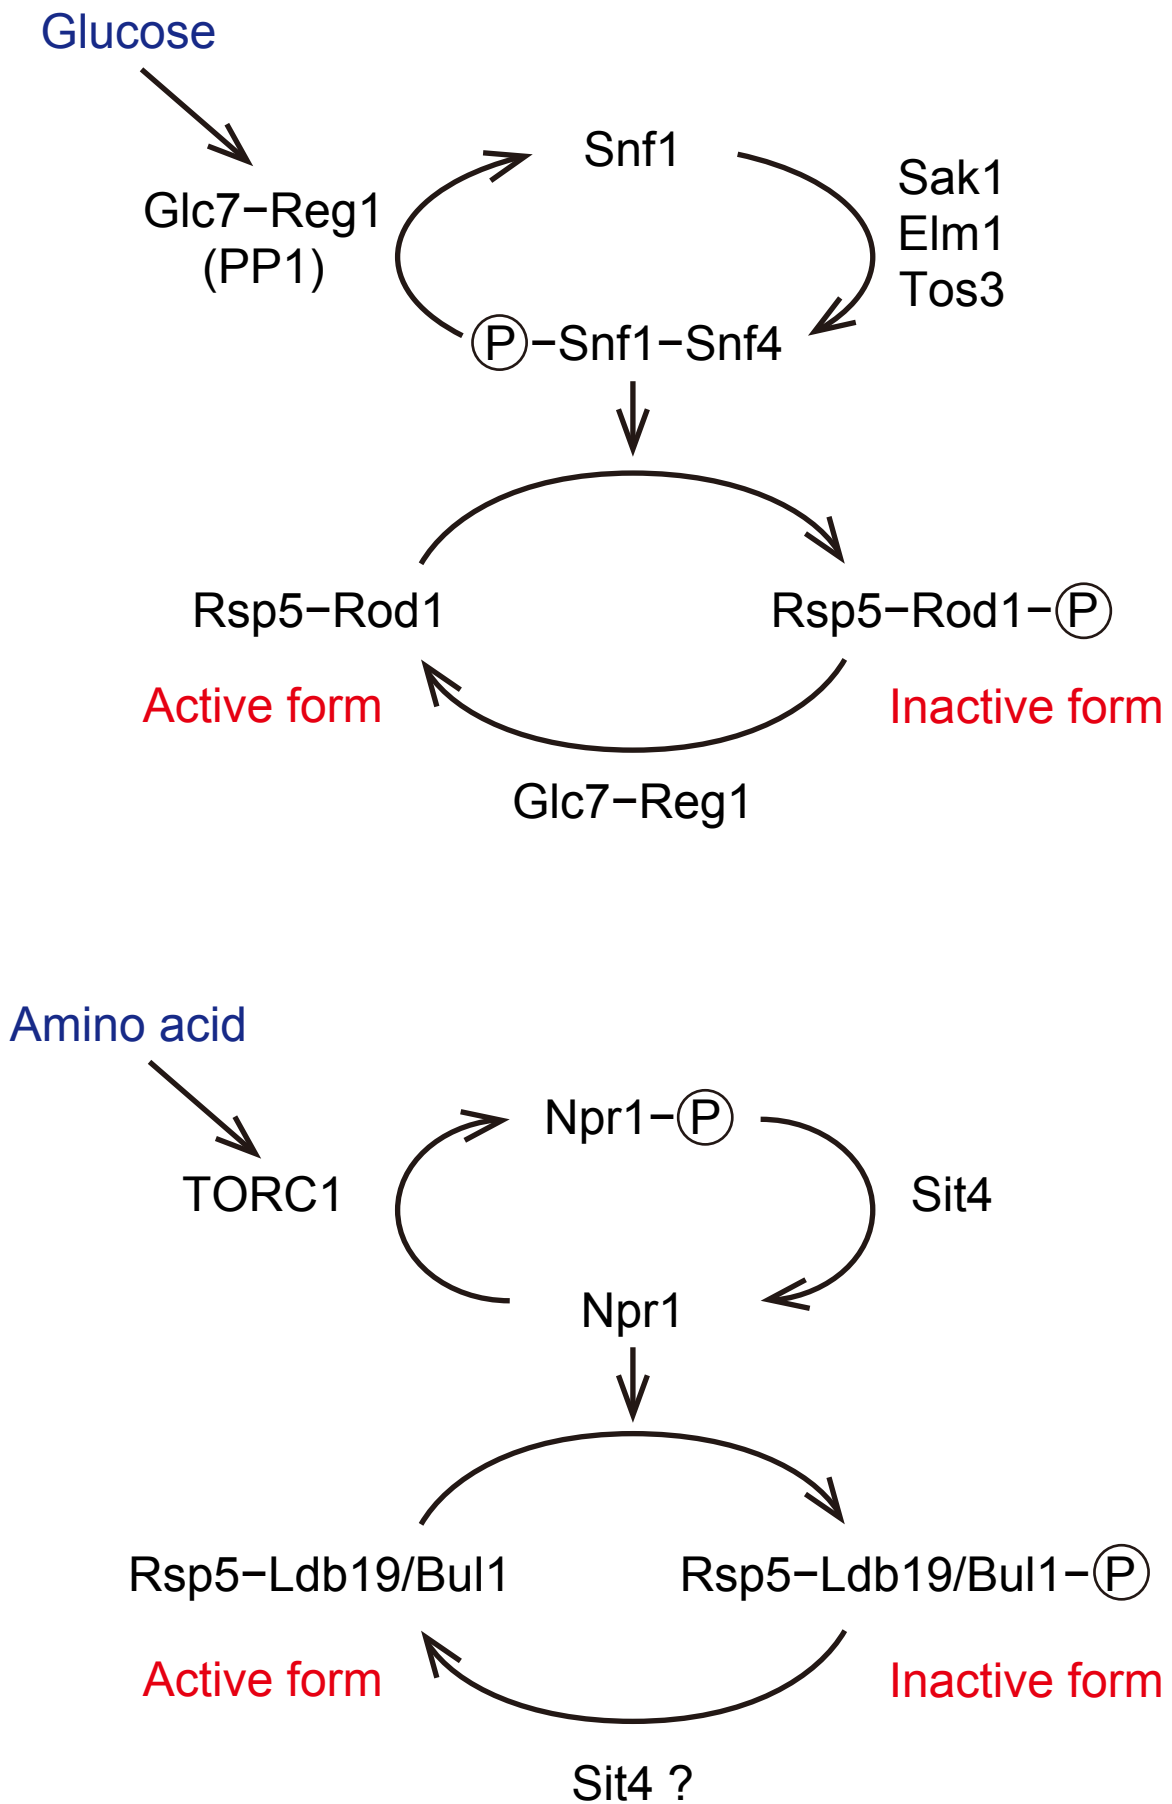 Glucose
Snf1
Sak1
Glc7−Reg1
Elm1
(PP1)
Tos3
P−Snf1−Snf4
Rsp5−Rod1
Rsp5−Rod1−P
Active form
Inactive form
Glc7−Reg1
Amino acid
Npr1−P
TORC1
Sit4
Npr1
Rsp5−Ldb19/Bul1
Rsp5−Ldb19/Bul1−P
Active form
Inactive form
Sit4 ?